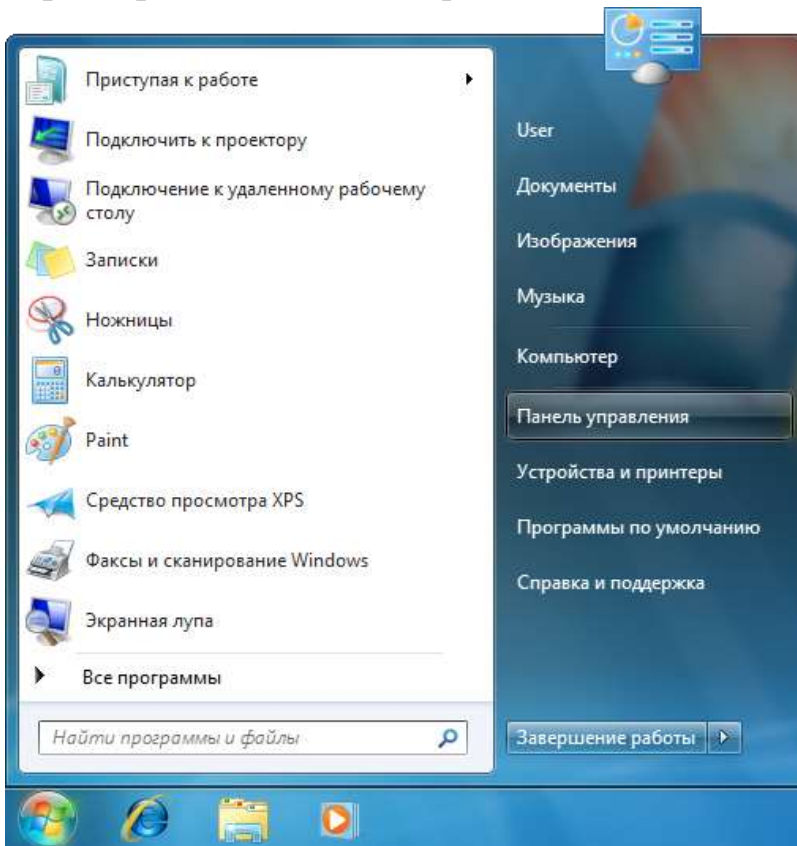 Приступая к работе
Подключить к проектору
Подключение к удаленному рабочему
столу
Записки
Ножницы
Калькулятор
Paint
Средство просмотра XPS
Факсы и сканирование Windows
Экранная лупа
Все программы
Найти программы и файлы
User
Документы
Изображения
Музыка
Компьютер
Панель управления
Устройства и принтеры
Программы по умолчанию
Справка и поддержка
Завершение работы